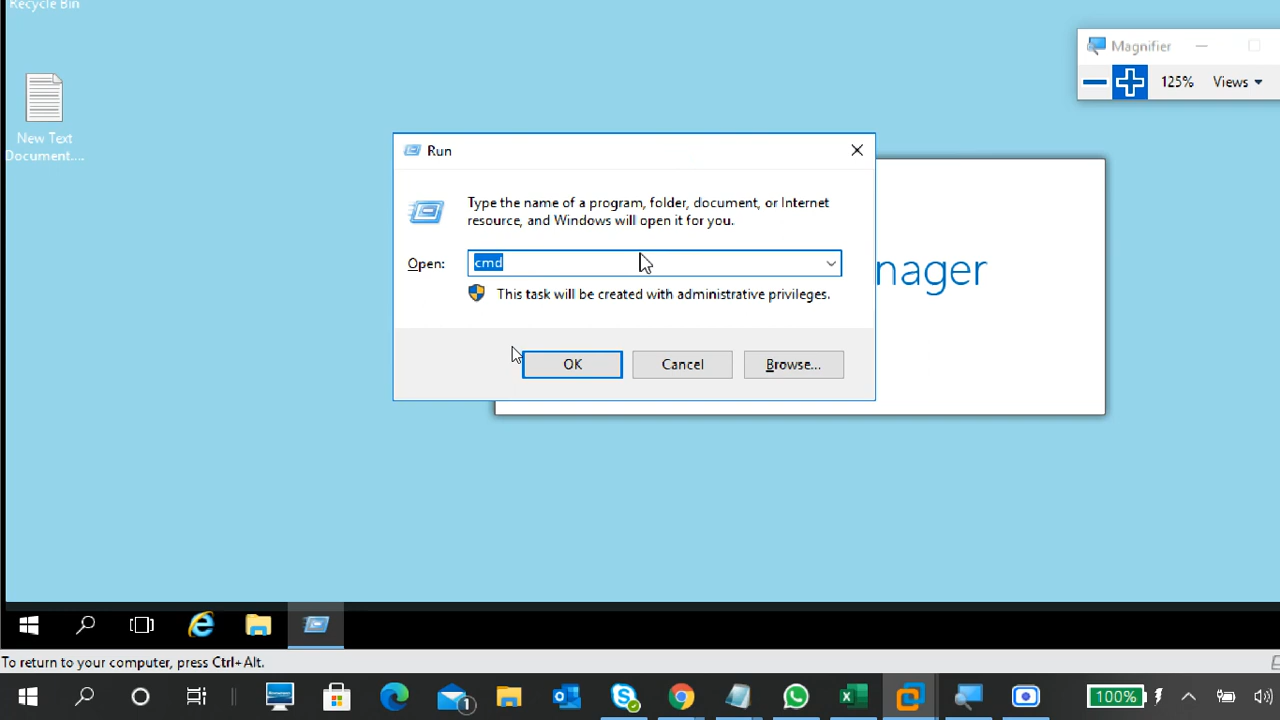 Recycle Bin
New Text
Document....
Magnifier
125%
Views
Run
Type the name of a program, folder, document, or Internet
resource, and Windows will open it for you.
Open:
cmd
This task will be created with administrative privileges.
OK
Cancel
Browse...
nager
To return to your computer, press Ctrl+Alt.
1
100%